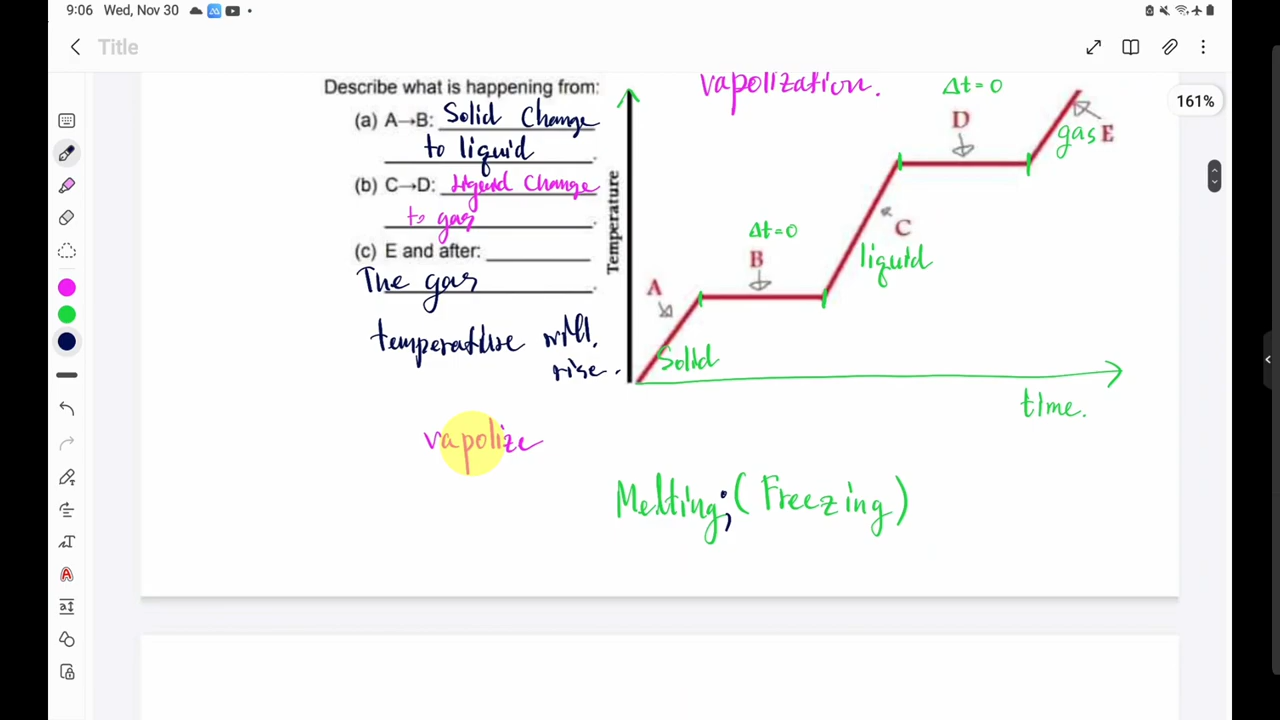 9:06 Wed, Nov 30
Title
161%
vapolization.
Describe what is happening from:
(a) A→B: Solid Change
to liquid.
(b) C→D: liquid Change
to gas.
(c) E and after:
The gas.
temperature will.
rise.
Temperature
A
Solid
Δt=0
B
C
liquid
Δt=0
D
gas E
time.
vapolize
Melting; (Freezing)